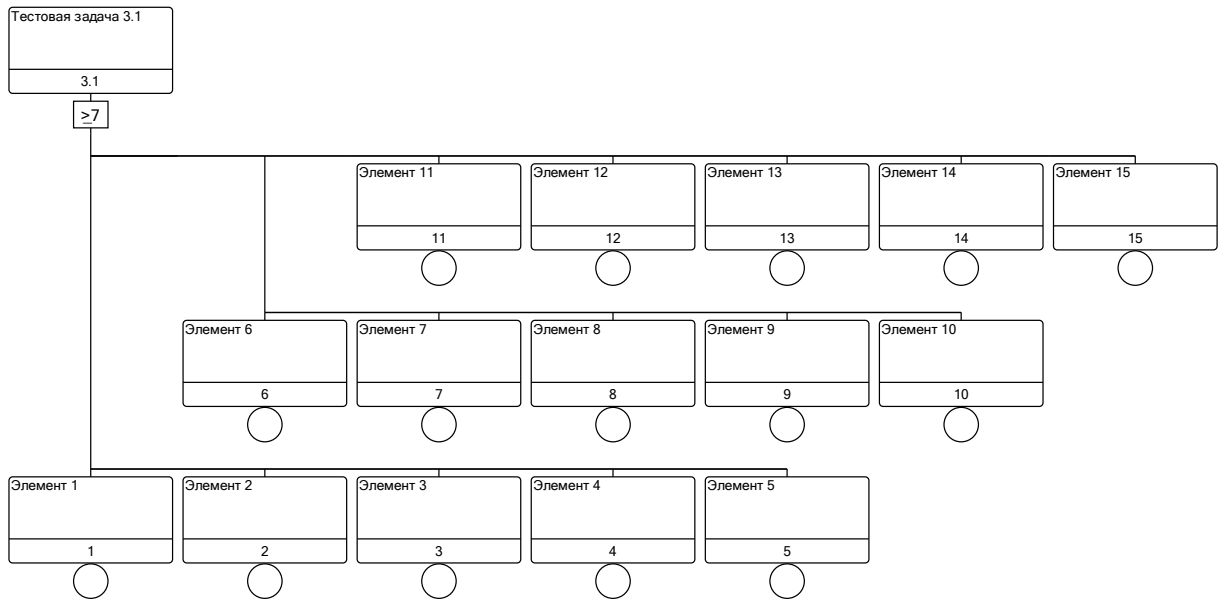 Тестовая задача 3.1
3.1
≥7
Элемент 11
11
Элемент 12
12
Элемент 13
13
Элемент 14
14
Элемент 15
15
Элемент 6
6
Элемент 7
7
Элемент 8
8
Элемент 9
9
Элемент 10
10
Элемент 1
1
Элемент 2
2
Элемент 3
3
Элемент 4
4
Элемент 5
5